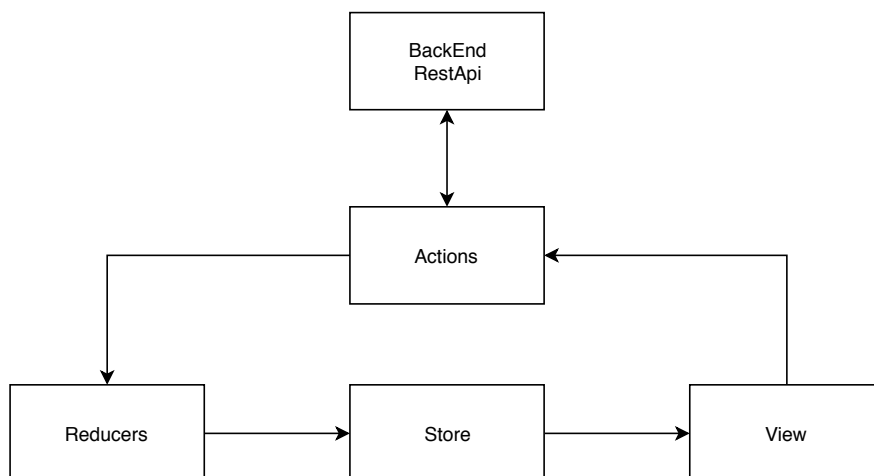 BackEnd
RestApi
Actions
Reducers
Store
View